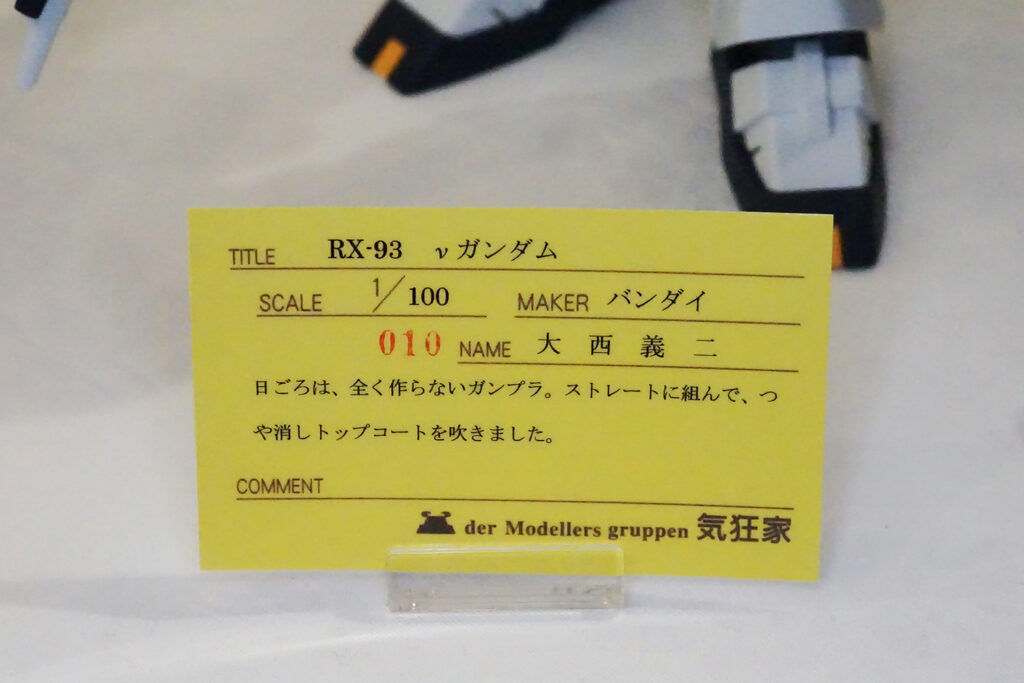 TITLE RX-93 νガンダム
SCALE 1/100 MAKER バンダイ
010 NAME 大西義二
日ごろは、全く作らないガンプラ。ストレートに組んで、つ
や消しトップコートを吹きました。
COMMENT
der Modellers gruppen 気狂家